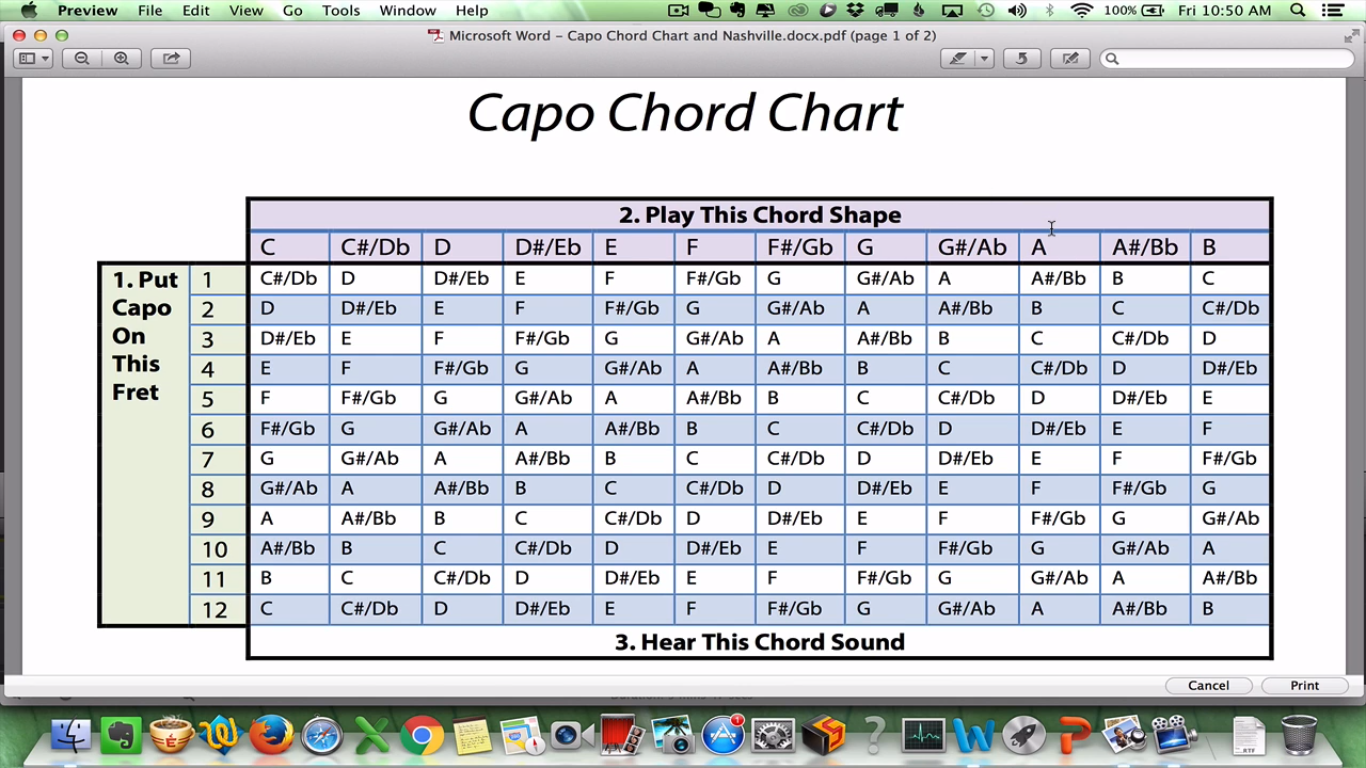 Preview File Edit View Go Tools Window Help 100% Fri 10:50 AM
Microsoft Word – Capo Chord Chart and Nashville.docx.pdf (page 1 of 2)
Capo Chord Chart
2. Play This Chord Shape
C C#/Db D D#/Eb E F F#/Gb G G#/Ab A A#/Bb B
1. Put Capo On This Fret
1 C#/Db D D#/Eb E F F#/Gb G G#/Ab A A#/Bb B C
2 D D#/Eb E F F#/Gb G G#/Ab A A#/Bb B C C#/Db
3 D#/Eb E F F#/Gb G G#/Ab A A#/Bb B C C#/Db D
4 E F F#/Gb G G#/Ab A A#/Bb B C C#/Db D D#/Eb
5 F F#/Gb G G#/Ab A A#/Bb B C C#/Db D D#/Eb E
6 F#/Gb G G#/Ab A A#/Bb B C C#/Db D D#/Eb E F
7 G G#/Ab A A#/Bb B C C#/Db D D#/Eb E F F#/Gb
8 G#/Ab A A#/Bb B C C#/Db D D#/Eb E F F#/Gb G
9 A A#/Bb B C C#/Db D D#/Eb E F F#/Gb G G#/Ab
10 A#/Bb B C C#/Db D D#/Eb E F F#/Gb G G#/Ab A
11 B C C#/Db D D#/Eb E F F#/Gb G G#/Ab A A#/Bb
12 C C#/Db D D#/Eb E F F#/Gb G G#/Ab A A#/Bb B
3. Hear This Chord Sound
Cancel Print